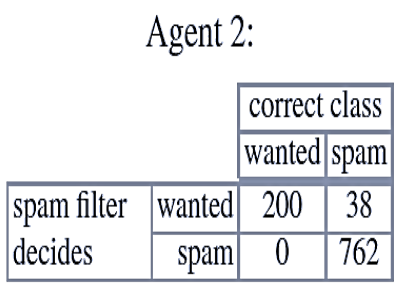 Agent 2:
correct class
wanted spam
spam filter wanted 200 38
decides spam 0 762